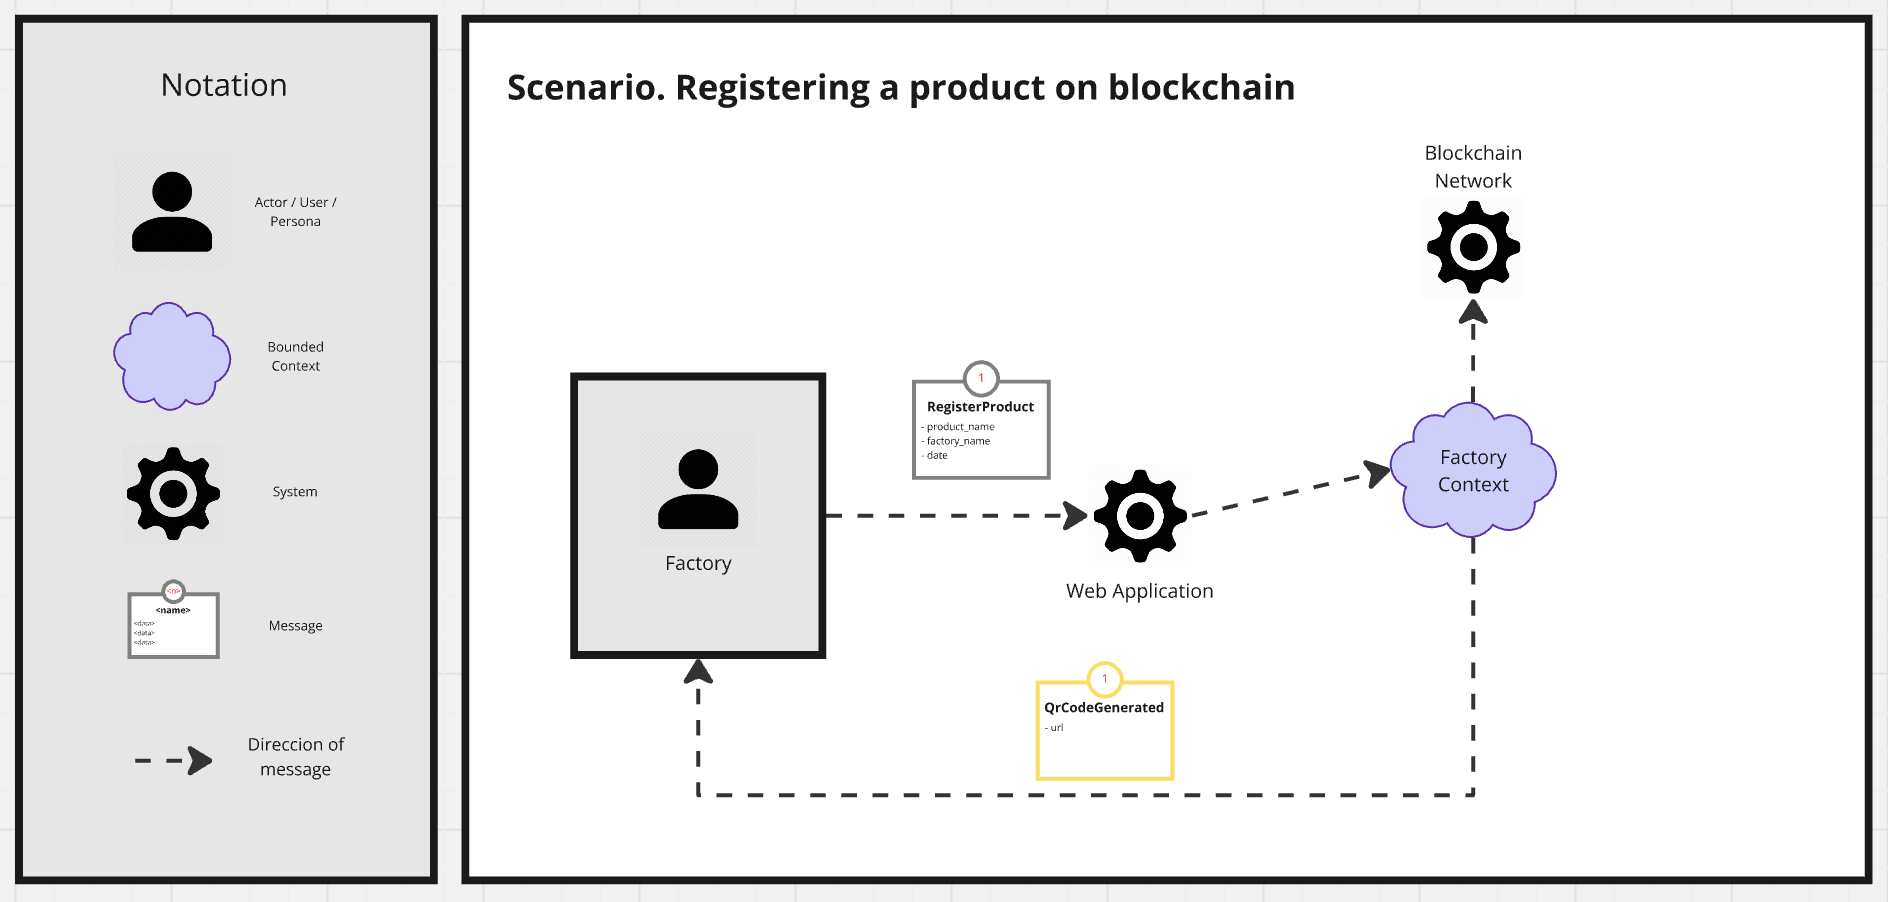 Notation
Actor / User /
Persona
Bounded
Context
System
<n>
<name>
<data>
<data>
<data>
Message
Direccion of
message
Scenario. Registering a product on blockchain
Blockchain
Network
1
RegisterProduct
- product_name
- factory_name
- date
Factory
Context
Factory
Web Application
1
QrCodeGenerated
- url